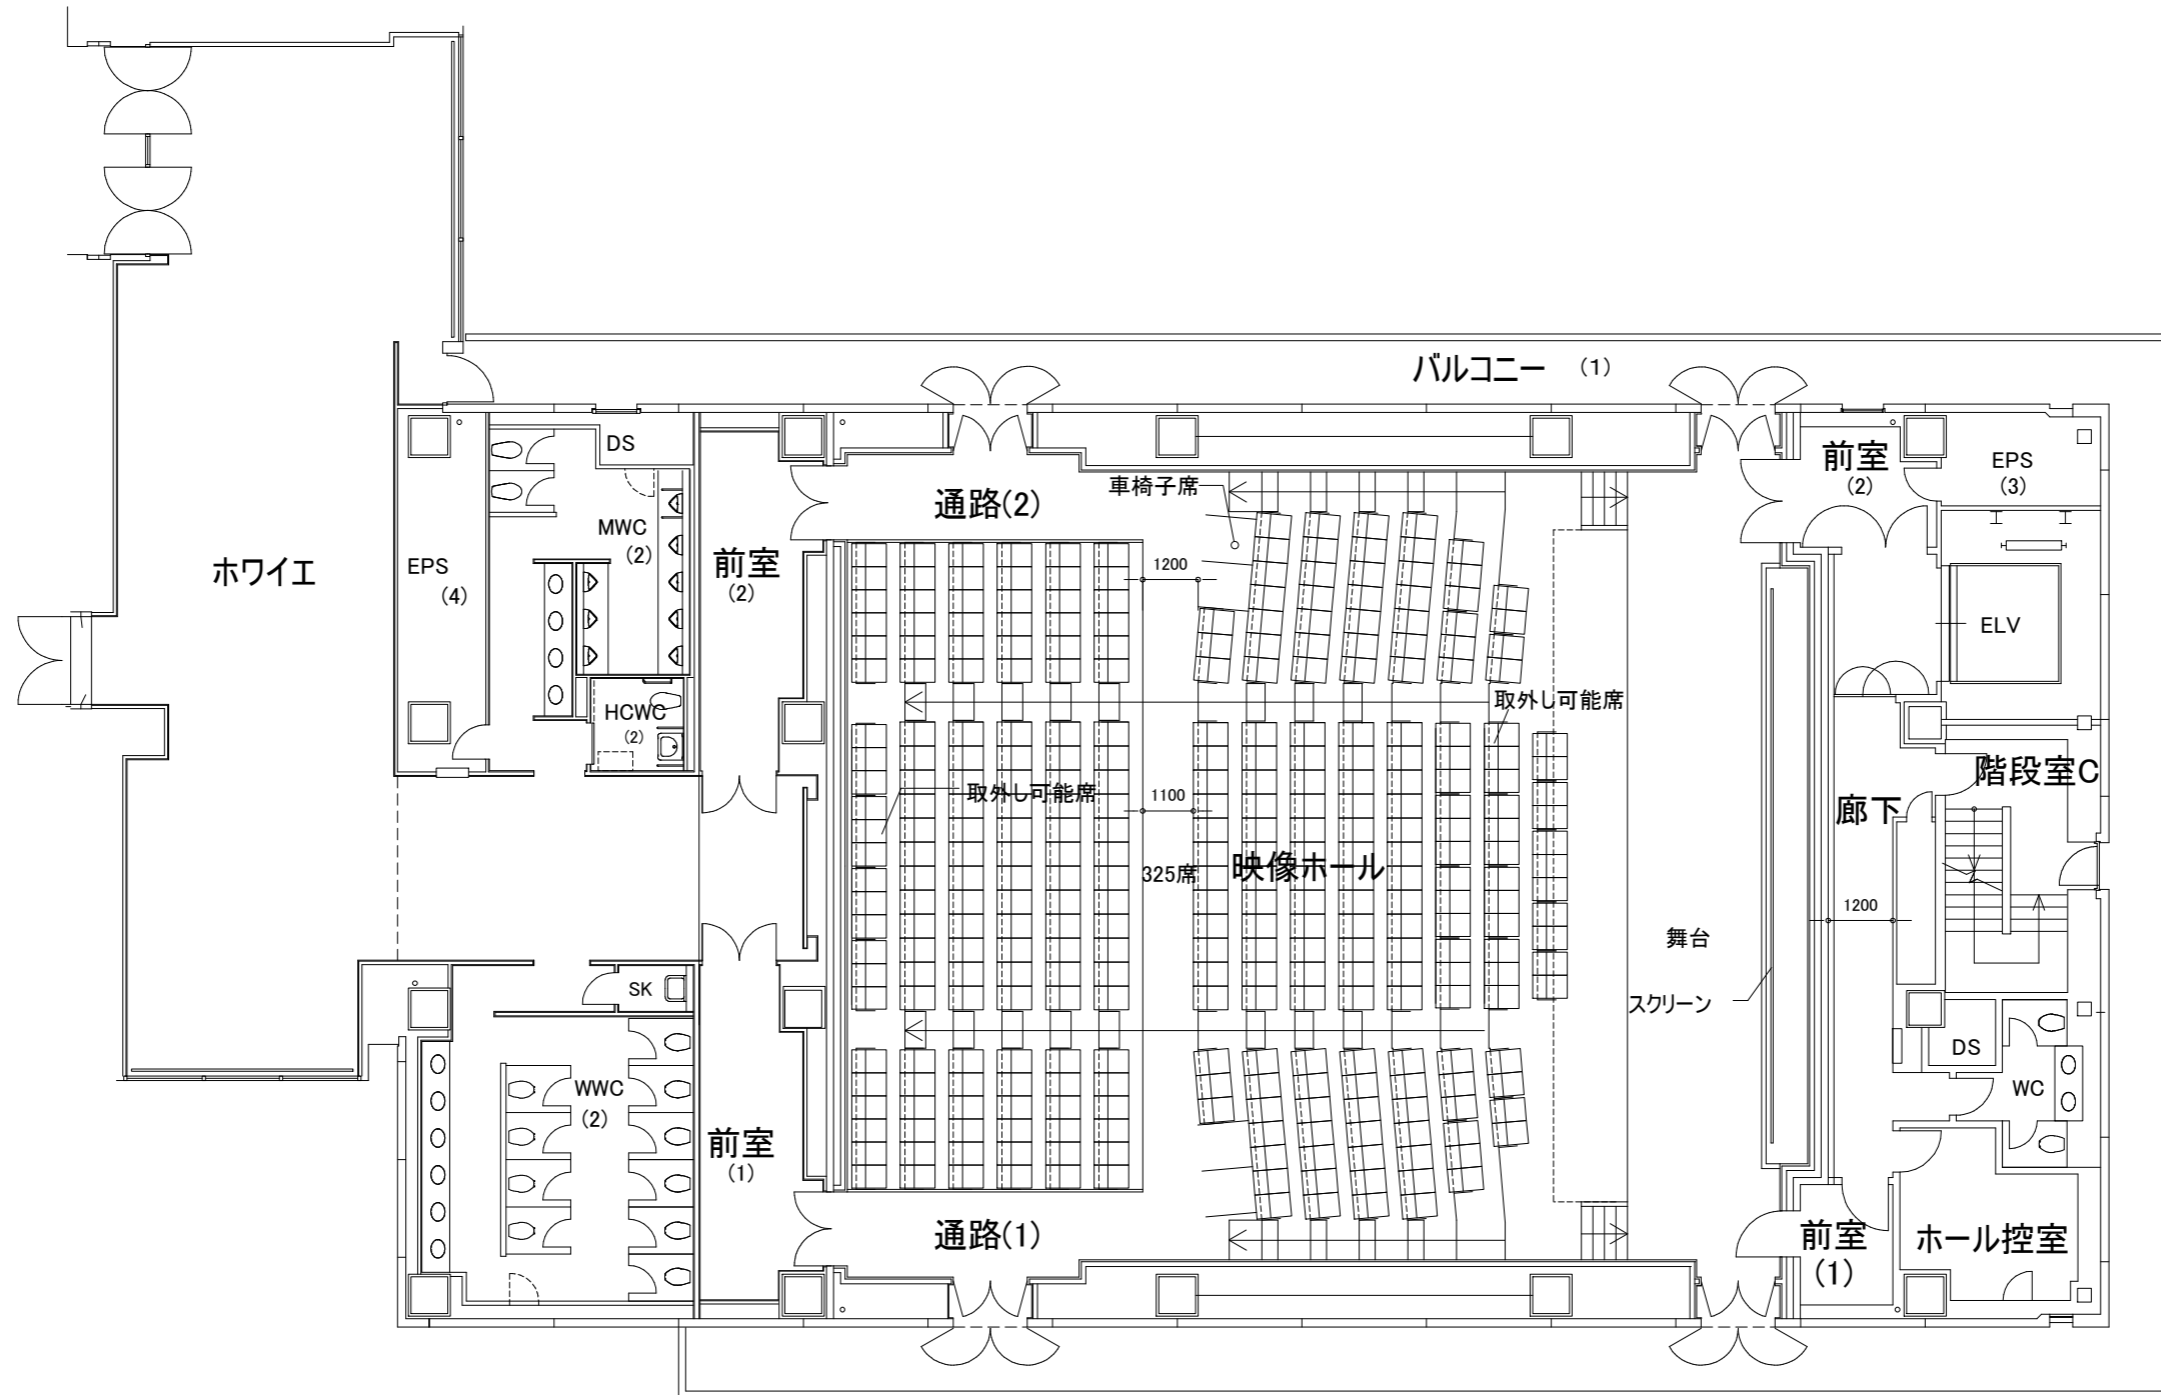 バルコニー (1)
DS
前室
(2)
EPS
(3)
車椅子席
通路(2)
MWC
(2)
ホワイエ
EPS
(4)
前室
(2)
1200
ELV
HCWC
(2)
取外し可能席
取外し可能席
1100
階段室C
廊下
325席
映像ホール
1200
舞台
スクリーン
SK
DS
WC
WWC
(2)
前室
(1)
通路(1)
前室
(1)
ホール控室